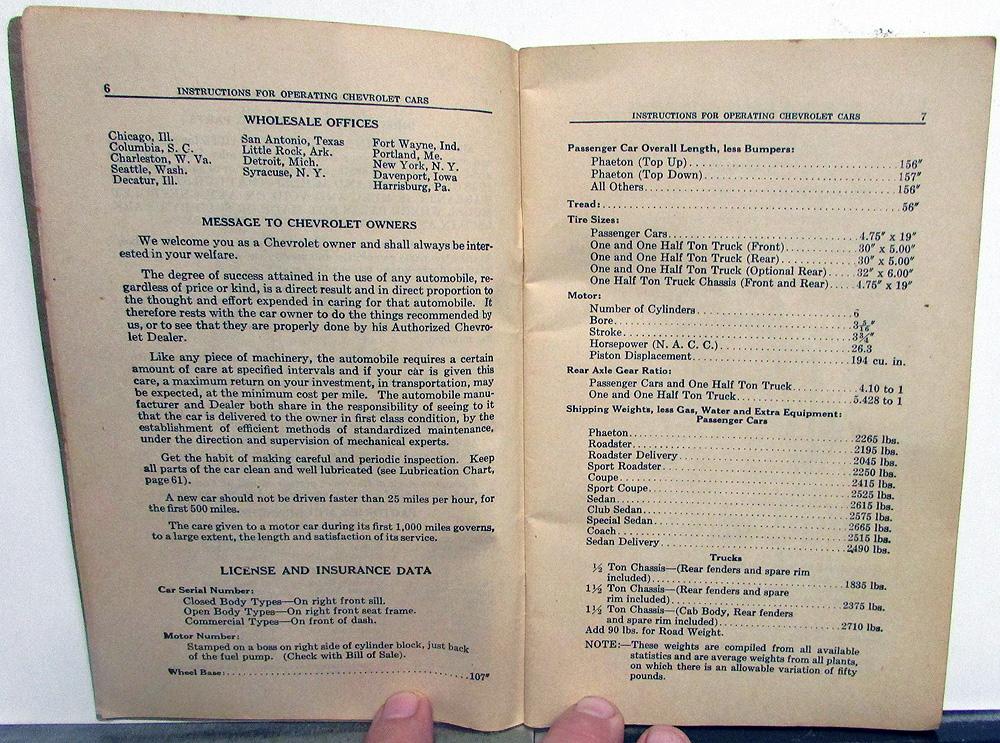 6
INSTRUCTIONS FOR OPERATING CHEVROLET CARS
WHOLESALE OFFICES
Chicago, Ill.
Columbia, S. C.
Charleston, W. Va.
Seattle, Wash.
Decatur, Ill.
San Antonio, Texas
Little Rock, Ark.
Detroit, Mich.
Syracuse, N. Y.
Fort Wayne, Ind.
Portland, Me.
New York, N. Y.
Davenport, Iowa
Harrisburg, Pa.
MESSAGE TO CHEVROLET OWNERS
We welcome you as a Chevrolet owner and shall always be inter-
ested in your welfare.
The degree of success attained in the use of any automobile, re-
gardless of price or kind, is a direct result and in direct proportion to
the thought and effort expended in caring for that automobile. It
therefore rests with the car owner to do the things recommended by
us, or to see that they are properly done by his Authorized Chevro-
let Dealer.
Like any piece of machinery, the automobile requires a certain
amount of care at specified intervals and if your car is given this
care, a maximum return on your investment, in transportation, may
be expected, at the minimum cost per mile. The automobile manu-
facturer and Dealer both share in the responsibility of seeing to it
that the car is delivered to the owner in first class condition, by the
establishment of efficient methods of standardized maintenance,
under the direction and supervision of mechanical experts.
Get the habit of making careful and periodic inspection. Keep
all parts of the car clean and well lubricated (see Lubrication Chart,
page 61).
A new car should not be driven faster than 25 miles per hour, for
the first 500 miles.
The care given to a motor car during its first 1,000 miles governs,
to a large extent, the length and satisfaction of its service.
LICENSE AND INSURANCE DATA
Car Serial Number:
Closed Body Types—On right front sill.
Open Body Types—On right front seat frame.
Commercial Types—On front of dash.
Motor Number:
Stamped on a boss on right side of cylinder block, just back
of the fuel pump. (Check with Bill of Sale).
Wheel Base:........107"
INSTRUCTIONS FOR OPERATING CHEVROLET CARS
7
Passenger Car Overall Length, less Bumpers:
Phaeton (Top Up)........156"
Phaeton (Top Down)........157"
All Others........156"
Tread:........56"
Tire Sizes:
Passenger Cars........4.75" x 19"
One and One Half Ton Truck (Front)........30" x 5.00"
One and One Half Ton Truck (Rear)........30" x 5.00"
One and One Half Ton Truck (Optional Rear)....32" x 6.00"
One Half Ton Truck Chassis (Front and Rear)....4.75" x 19"
Motor:
Number of Cylinders........6
Bore........3 5/16"
Stroke........3 3/4"
Horsepower (N. A. C. C.)........26.3
Piston Displacement........194 cu. in.
Rear Axle Gear Ratio:
Passenger Cars and One Half Ton Truck........4.10 to 1
One and One Half Ton Truck........5.428 to 1
Shipping Weights, less Gas, Water and Extra Equipment:
Passenger Cars
Phaeton........2265 lbs.
Roadster........2195 lbs.
Roadster Delivery........2045 lbs.
Sport Roadster........2250 lbs.
Coupe........2415 lbs.
Sport Coupe........2525 lbs.
Sedan........2615 lbs.
Club Sedan........2575 lbs.
Special Sedan........2665 lbs.
Coach........2515 lbs.
Sedan Delivery........2490 lbs.
Trucks
½ Ton Chassis—(Rear fenders and spare rim
included)........1835 lbs.
1½ Ton Chassis—(Rear fenders and spare
rim included)........2375 lbs.
1½ Ton Chassis—(Cab Body, Rear fenders
and spare rim included)........2710 lbs.
Add 90 lbs. for Road Weight.
NOTE:—These weights are compiled from all available
statistics and are average weights from all plants,
on which there is an allowable variation of fifty
pounds.